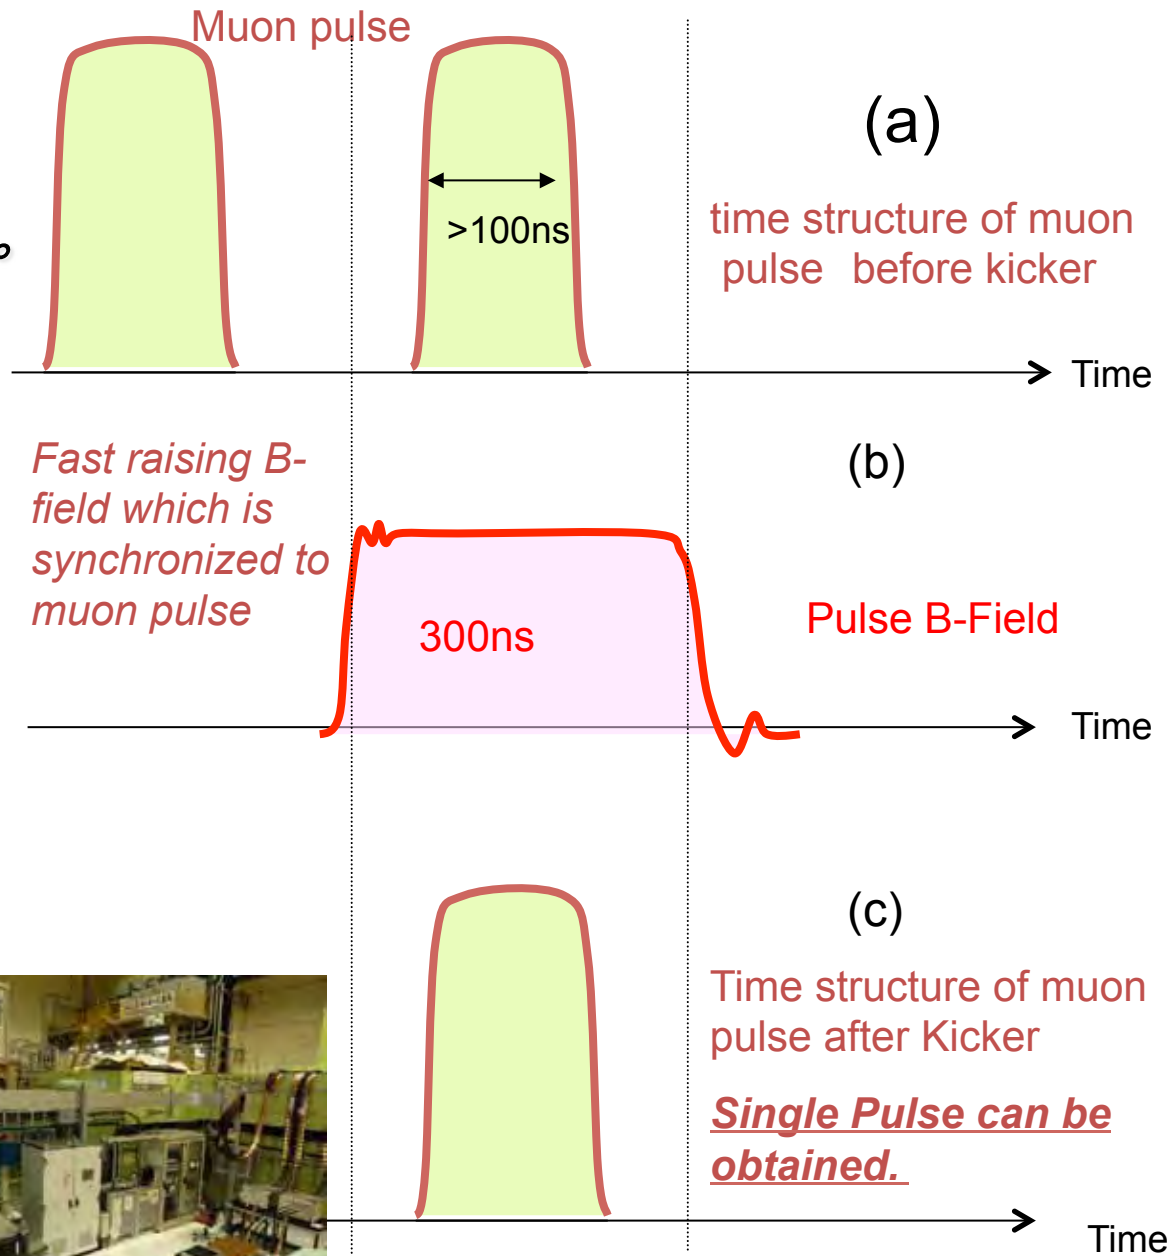 Muon pulse
(a)
>100ns
time structure of muon
pulse before kicker
Time
Fast raising B-
field which is
synchronized to
muon pulse
(b)
300ns
Pulse B-Field
Time
(c)
Time structure of muon
pulse after Kicker
Single Pulse can be
obtained.
Time